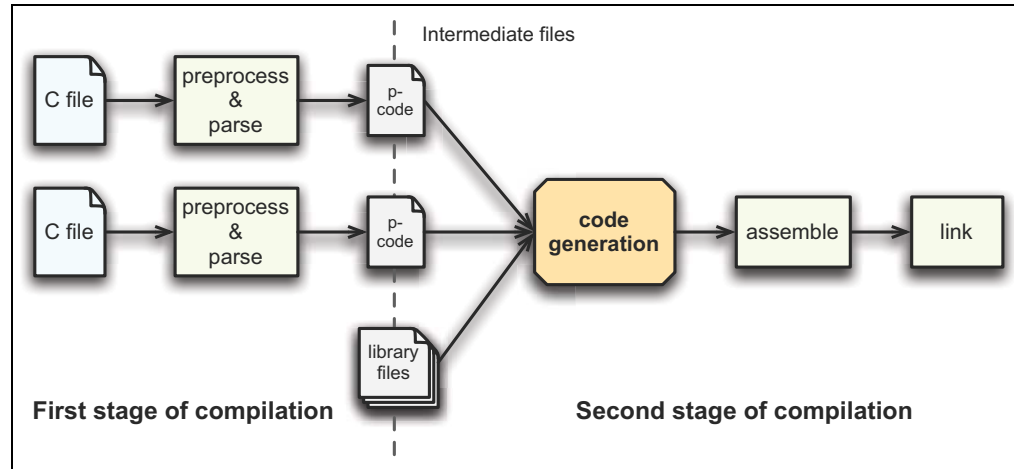 Intermediate files
C file
preprocess
&
parse
p-
code
C file
preprocess
&
parse
p-
code
code
generation
assemble
link
library
files
First stage of compilation
Second stage of compilation